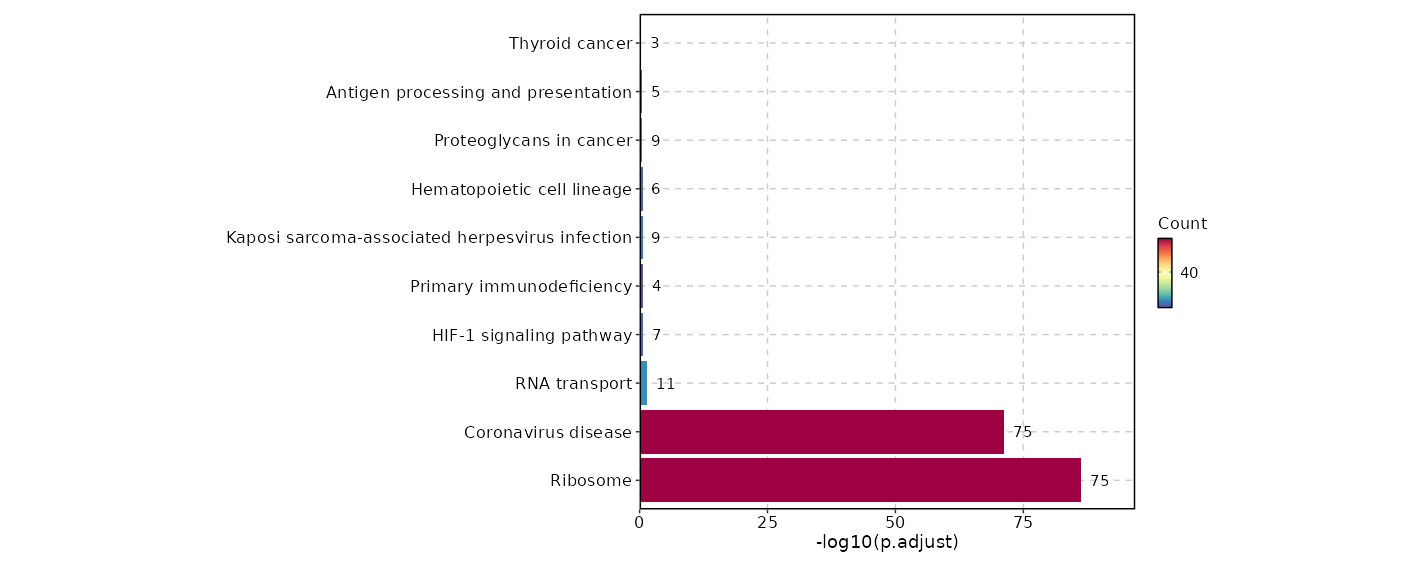 Thyroid cancer 3
Antigen processing and presentation 5
Proteoglycans in cancer 9
Hematopoietic cell lineage 6
Kaposi sarcoma-associated herpesvirus infection 9
Primary immunodeficiency 4
HIF-1 signaling pathway 7
RNA transport 11
Coronavirus disease 75
Ribosome 75
0 25 50 75
-log10(p.adjust)
Count
40